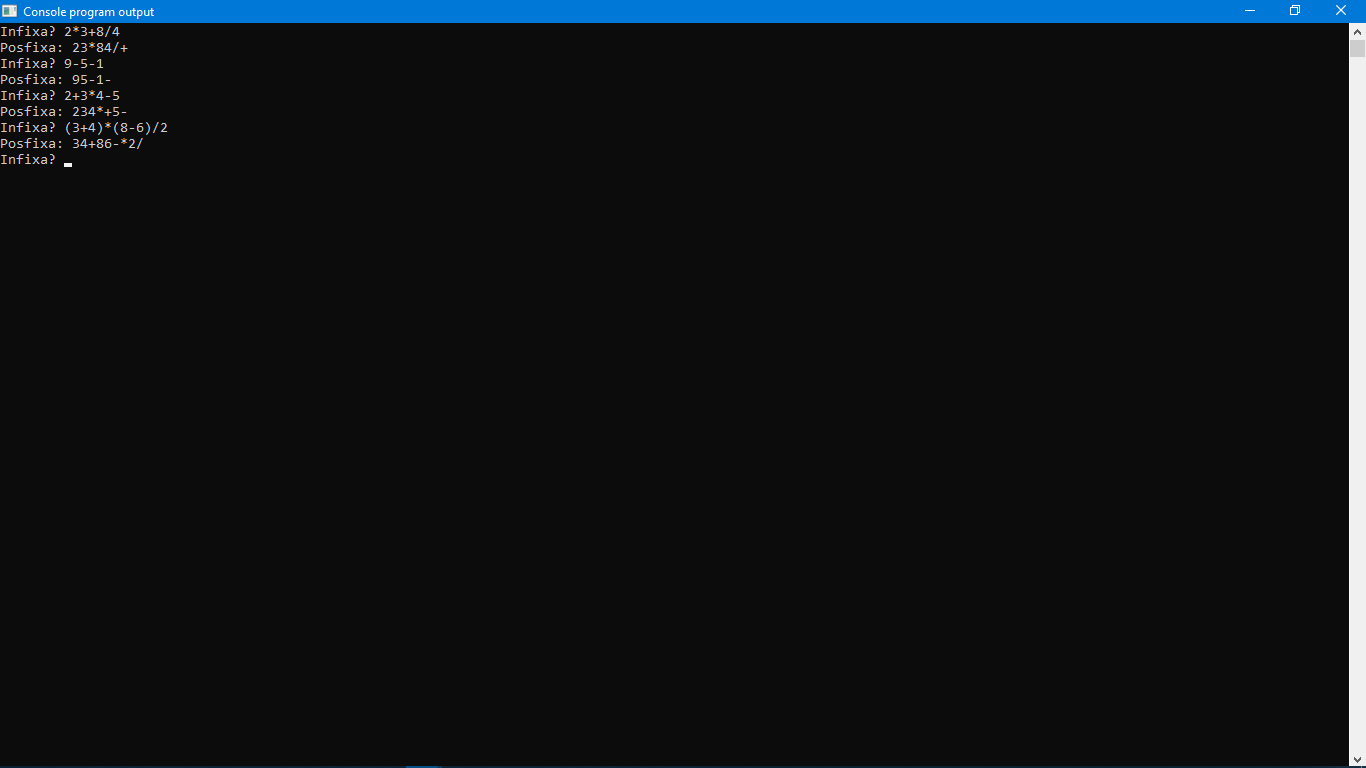 Console program output
Infixa? 2*3+8/4
Posfixa: 23*84/+
Infixa? 9-5-1
Posfixa: 95-1-
Infixa? 2+3*4-5
Posfixa: 234*+5-
Infixa? (3+4)*(8-6)/2
Posfixa: 34+86-*2/
Infixa?